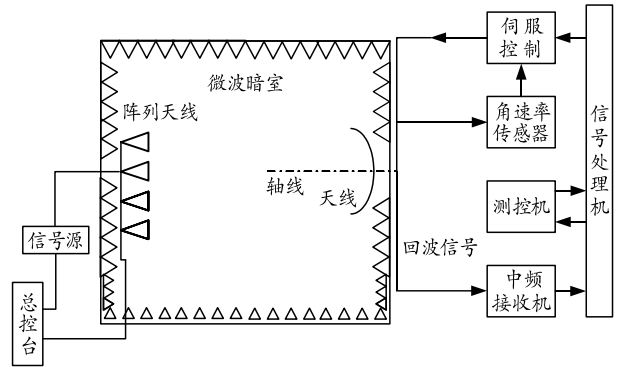 伺服
控制
微波暗室
阵列天线
角速率
传感器
信号处理机
轴线
天线
测控机
信号源
回波信号
总控台
中频
接收机